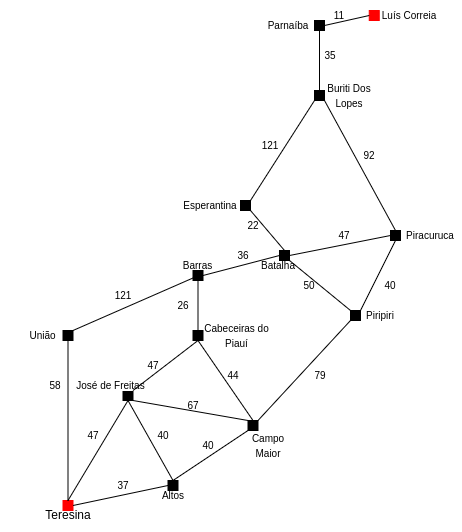 11
Luís Correia
Parnaíba
35
Buriti Dos
Lopes
121
92
Esperantina
22
47
Piracuruca
36
Batalha
Barras
50
40
121
26
Piripiri
União
Cabeceiras do
Piauí
47
44
79
58
José de Freitas
67
47
40
40
Campo
Maior
37
Altos
Teresina